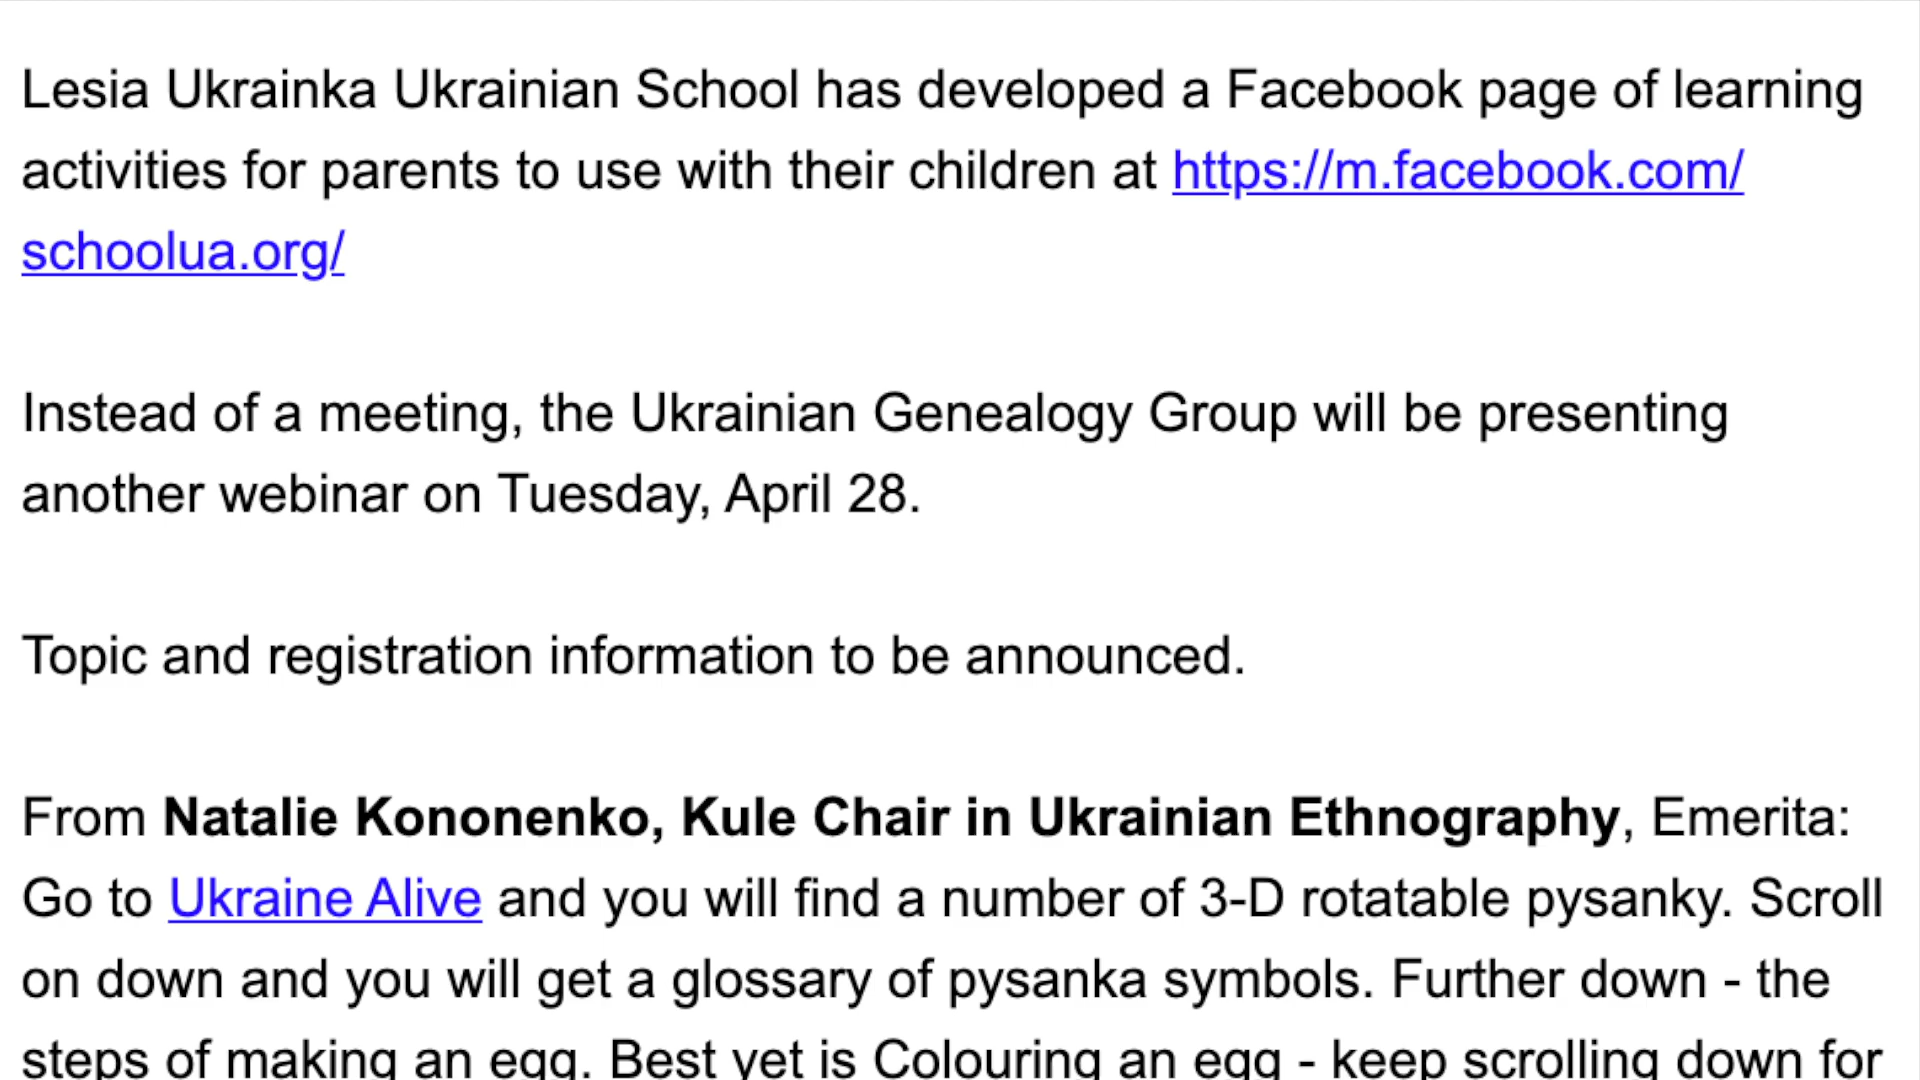 Lesia Ukrainka Ukrainian School has developed a Facebook page of learning
activities for parents to use with their children at https://m.facebook.com/
schoolua.org/
Instead of a meeting, the Ukrainian Genealogy Group will be presenting
another webinar on Tuesday, April 28.
Topic and registration information to be announced.
From Natalie Kononenko, Kule Chair in Ukrainian Ethnography, Emerita:
Go to Ukraine Alive and you will find a number of 3-D rotatable pysanky. Scroll
on down and you will get a glossary of pysanka symbols. Further down - the
steps of making an egg. Best yet is Colouring an egg - keep scrolling down for